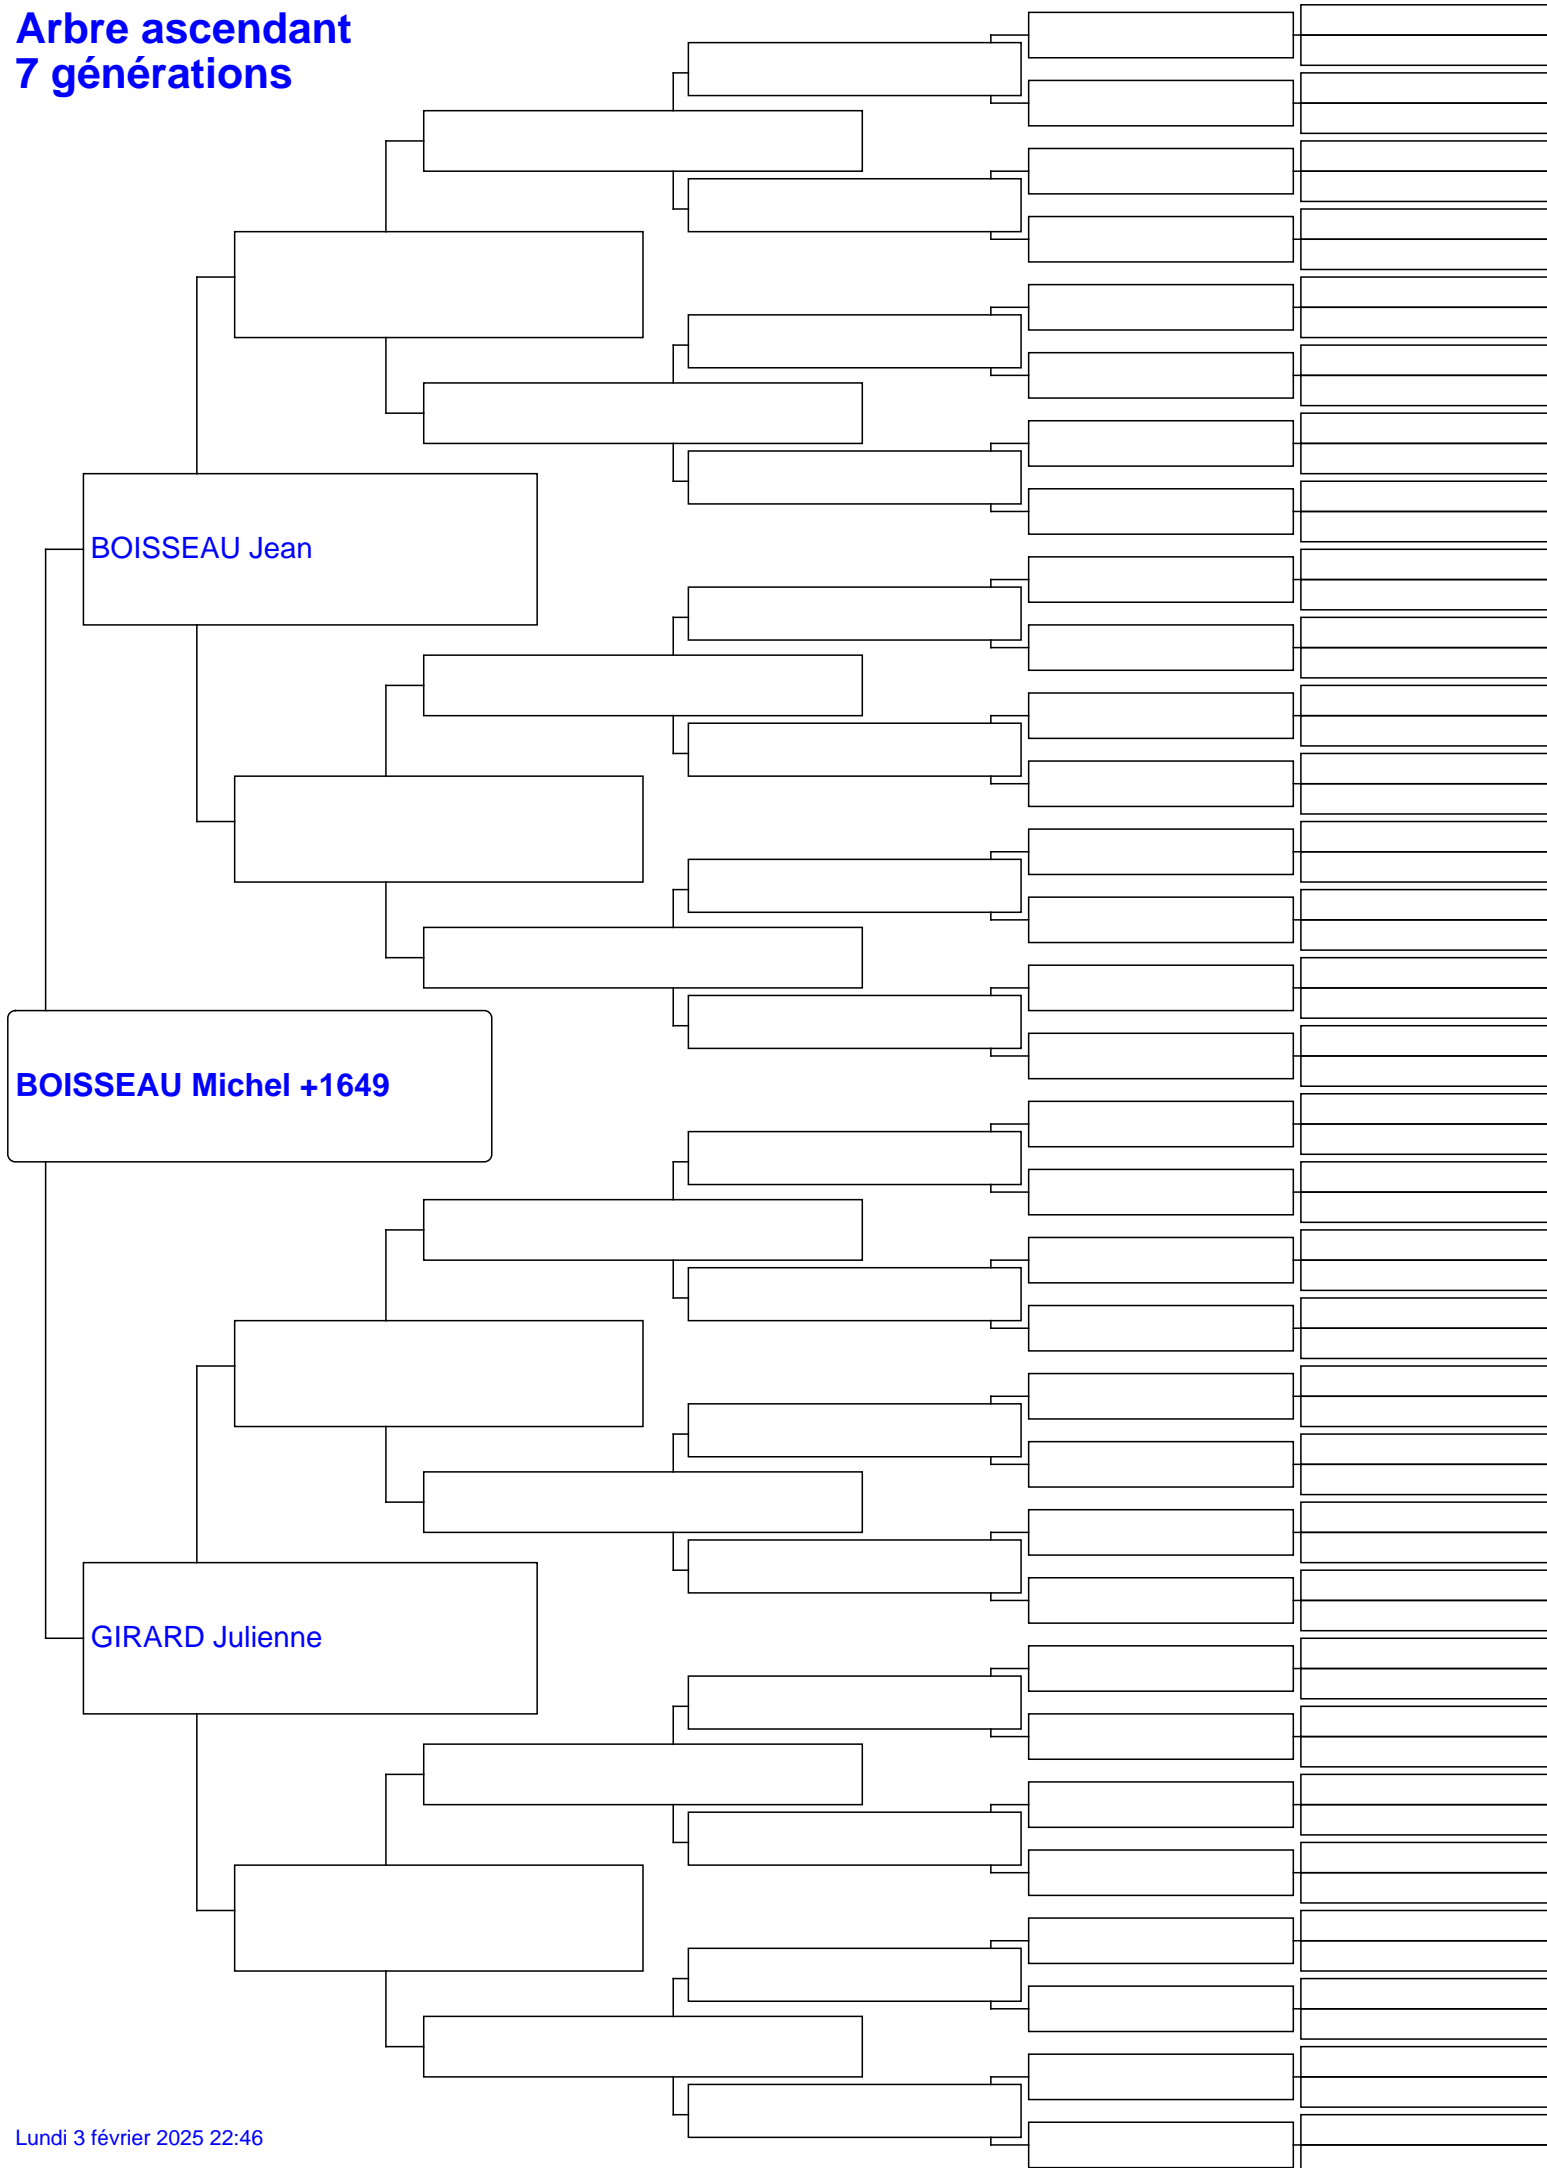 Arbre ascendant
7 générations
BOISSEAU Jean
BOISSEAU Michel +1649
GIRARD Julienne
Lundi 3 février 2025 22:46